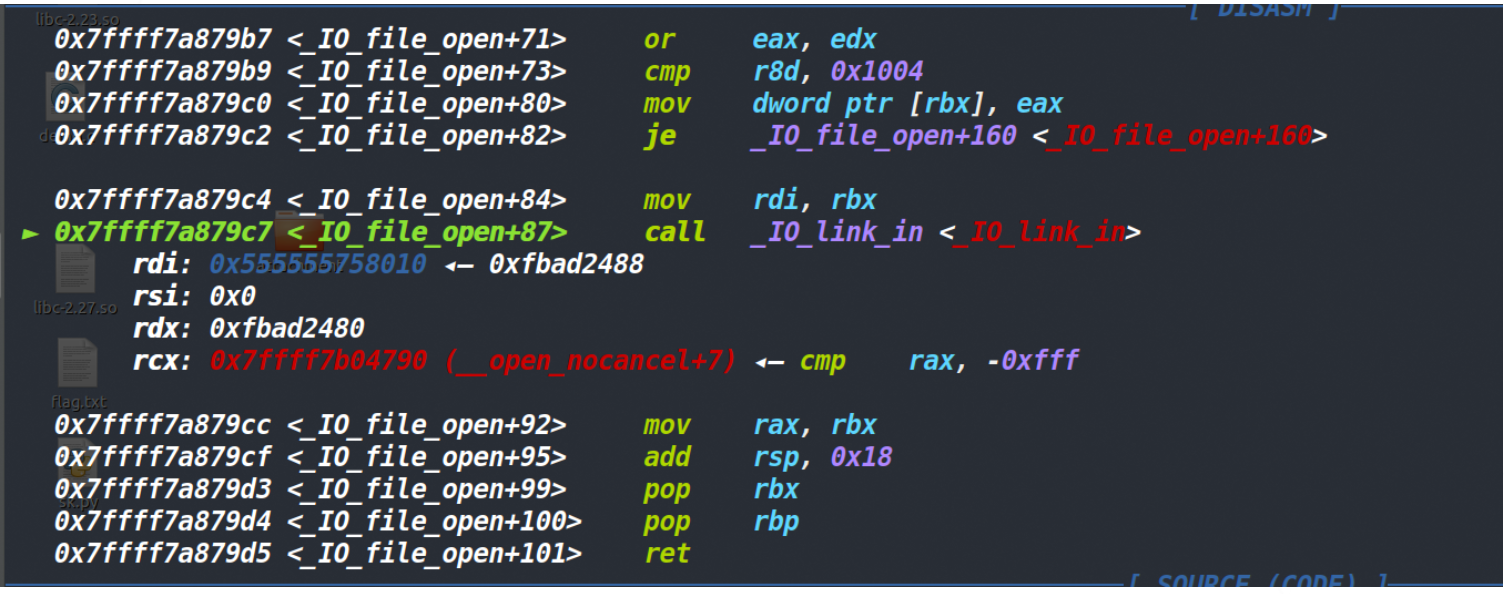 [ DISASM ]
libc-2.23.so
0x7ffff7a879b7 <_IO_file_open+71> or eax, edx
0x7ffff7a879b9 <_IO_file_open+73> cmp r8d, 0x1004
0x7ffff7a879c0 <_IO_file_open+80> mov dword ptr [rbx], eax
0x7ffff7a879c2 <_IO_file_open+82> je _IO_file_open+160 <_IO_file_open+160>
0x7ffff7a879c4 <_IO_file_open+84> mov rdi, rbx
► 0x7ffff7a879c7 <_IO_file_open+87> call _IO_link_in <_IO_link_in>
rdi: 0x555555758010 ◂— 0xfbad2488
rsi: 0x0
libc-2.27.so
rdx: 0xfbad2480
rcx: 0x7ffff7b04790 (__open_nocancel+7) ◂— cmp rax, -0xfff
flag.txt
0x7ffff7a879cc <_IO_file_open+92> mov rax, rbx
0x7ffff7a879cf <_IO_file_open+95> add rsp, 0x18
0x7ffff7a879d3 <_IO_file_open+99> pop rbx
sk.py
0x7ffff7a879d4 <_IO_file_open+100> pop rbp
0x7ffff7a879d5 <_IO_file_open+101> ret
[ SOURCE (CODE) ]